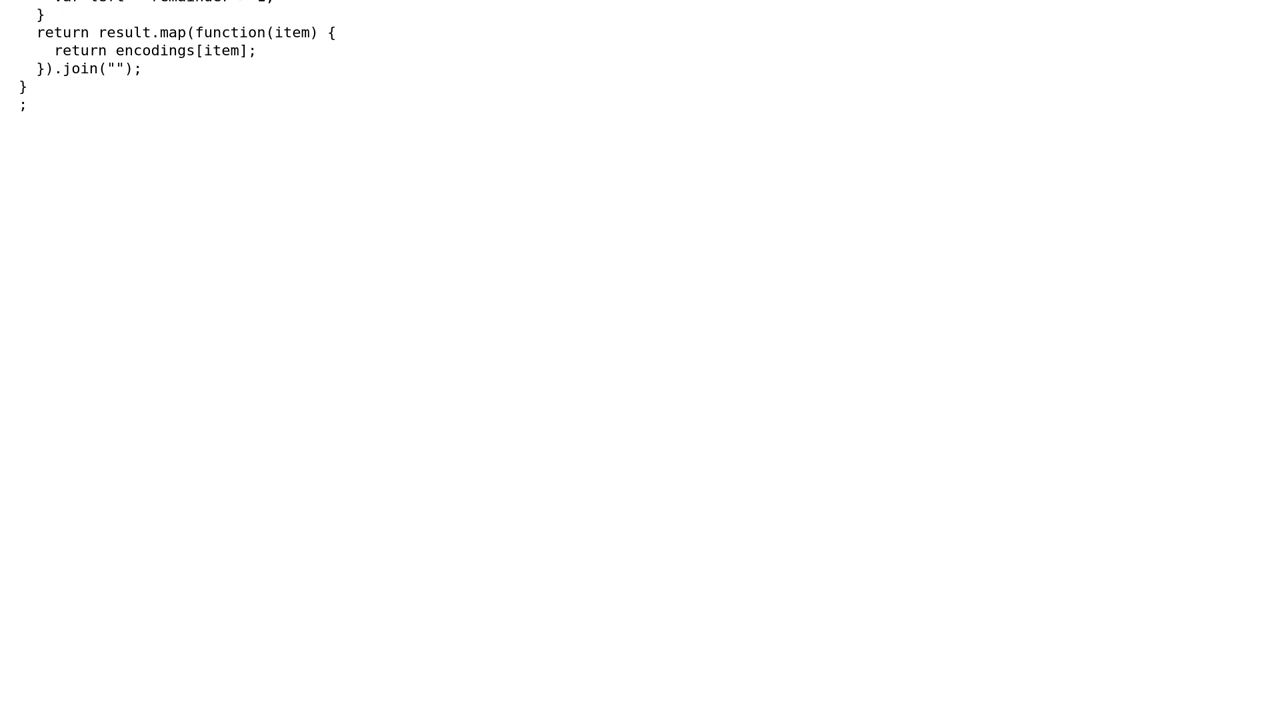 }
return result.map(function(item) {
return encodings[item];
}).join("");
}
;